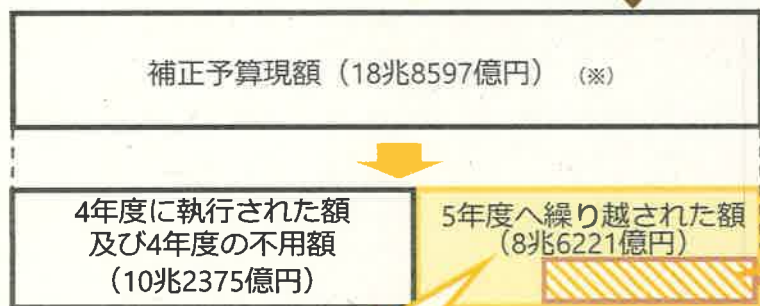 補正予算現額（18兆8597億円）（※）
4年度に執行された額
及び4年度の不用額
（10兆2375億円）
5年度へ繰り越された額
（8兆6221億円）